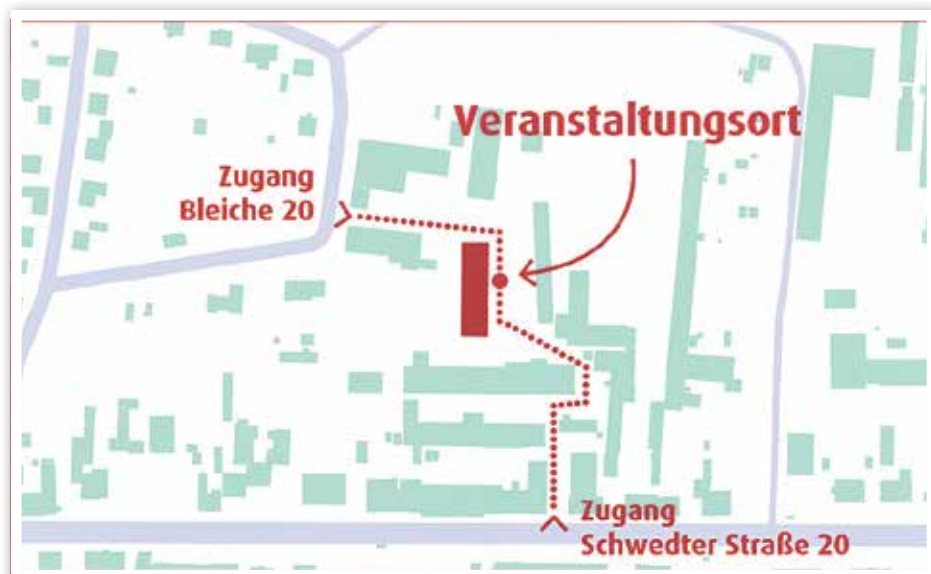 Veranstaltungsort
Zugang
Bleiche 20
Zugang
Schwedter Straße 20